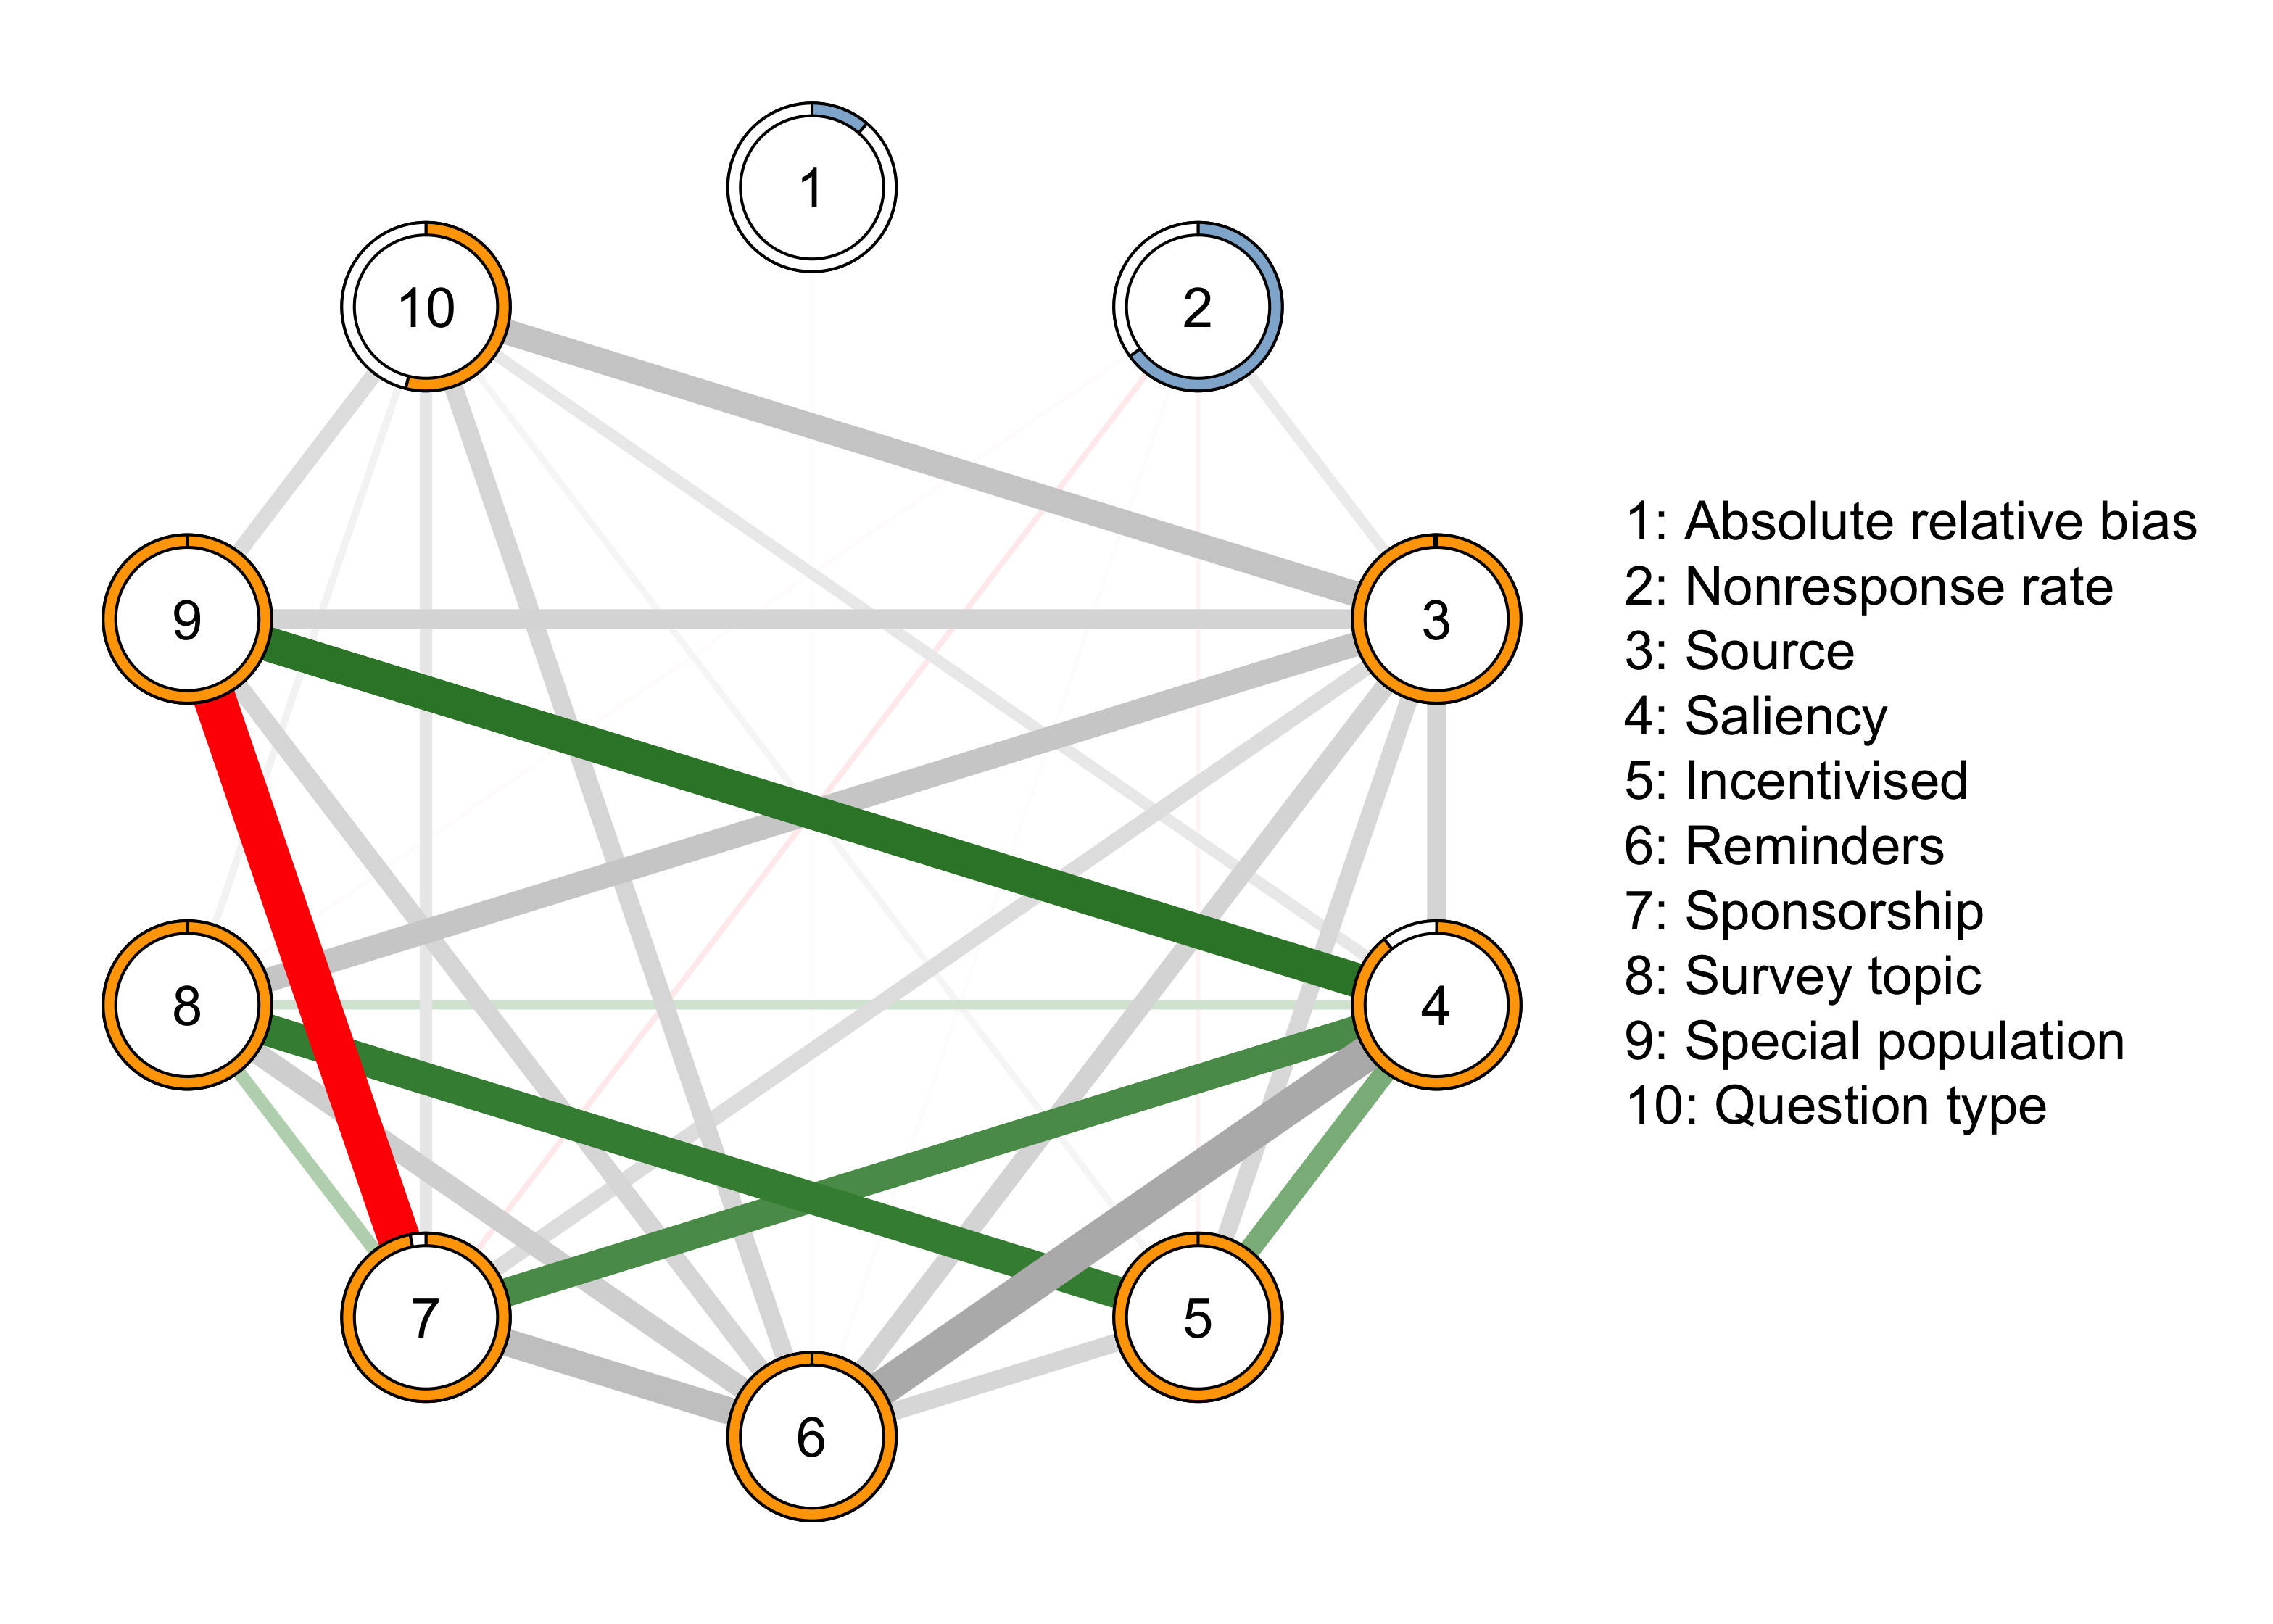 1
10
2
9
3
8
4
7
5
6
1: Absolute relative bias
2: Nonresponse rate
3: Source
4: Saliency
5: Incentivised
6: Reminders
7: Sponsorship
8: Survey topic
9: Special population
10: Question type